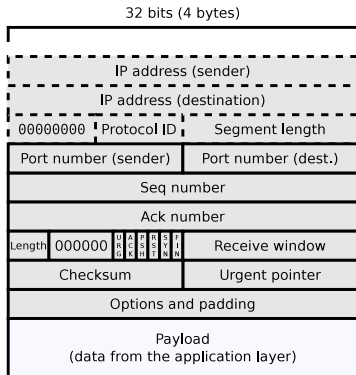 32 bits (4 bytes)
IP address (sender)
IP address (destination)
00000000 Protocol ID Segment length
Port number (sender) Port number (dest.)
Seq number
Ack number
Length 000000 URG ACK PSH RST SYN FIN Receive window
Checksum Urgent pointer
Options and padding
Payload
(data from the application layer)